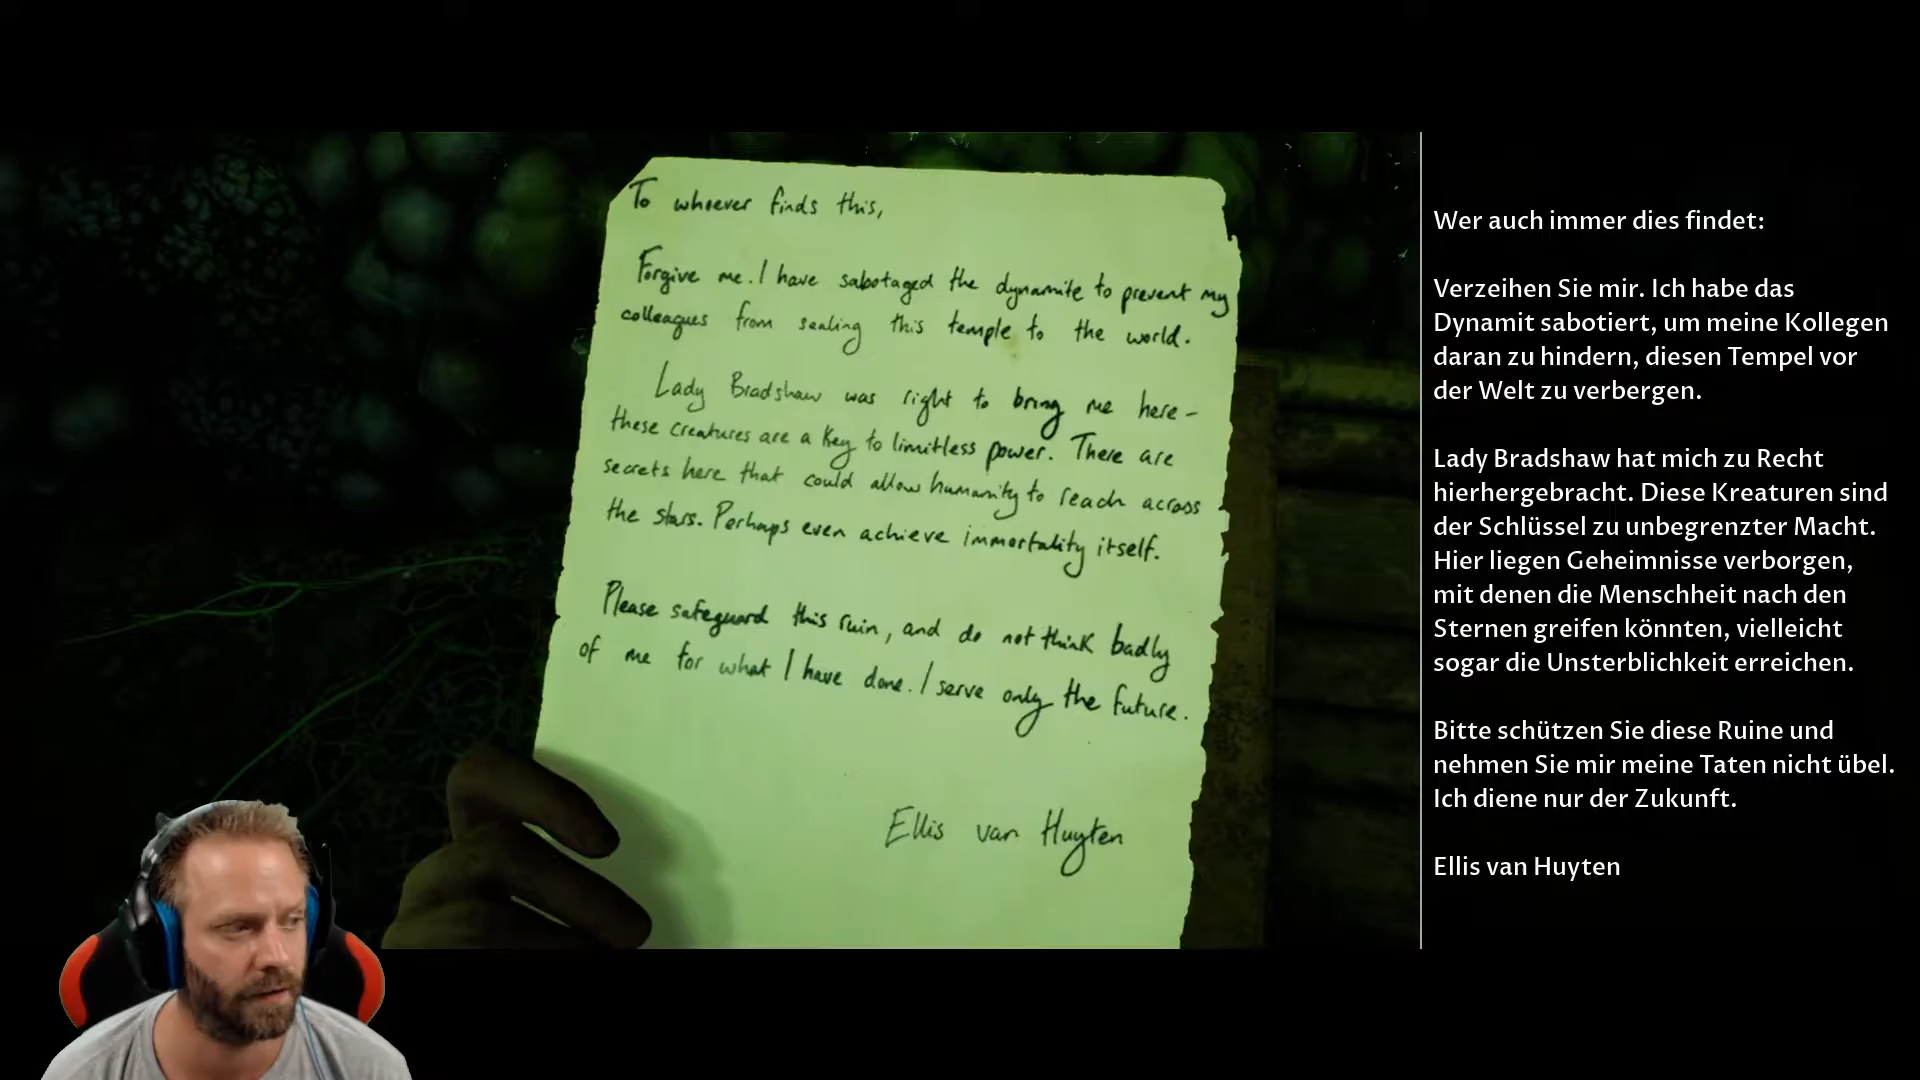 To whoever finds this,
Forgive me. I have sabotaged the dynamite to prevent my
colleagues from sealing this temple to the world.
Lady Bradshaw was right to bring me here –
these creatures are a key to limitless power. There are
secrets here that could allow humanity to reach across
the stars. Perhaps even achieve immortality itself.
Please safeguard this ruin, and do not think badly
of me for what I have done. I serve only the future.
Ellis van Huyten
Wer auch immer dies findet:
Verzeihen Sie mir. Ich habe das
Dynamit sabotiert, um meine Kollegen
daran zu hindern, diesen Tempel vor
der Welt zu verbergen.
Lady Bradshaw hat mich zu Recht
hierhergebracht. Diese Kreaturen sind
der Schlüssel zu unbegrenzter Macht.
Hier liegen Geheimnisse verborgen,
mit denen die Menschheit nach den
Sternen greifen könnten, vielleicht
sogar die Unsterblichkeit erreichen.
Bitte schützen Sie diese Ruine und
nehmen Sie mir meine Taten nicht übel.
Ich diene nur der Zukunft.
Ellis van Huyten